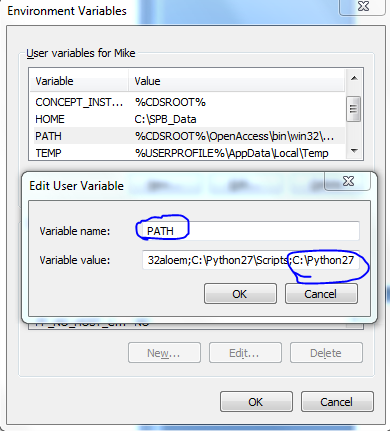 Environment Variables
User variables for Mike
Variable Value
CONCEPT_INST... %CDSROOT%
HOME C:\SPB_Data
PATH %CDSROOT%\OpenAccess\bin\win32\...
TEMP %USERPROFILE%\AppData\Local\Temp
Edit User Variable
Variable name: PATH
Variable value: 32aloem;C:\Python27\Scripts;C:\Python27
OK Cancel
New... Edit... Delete
OK Cancel